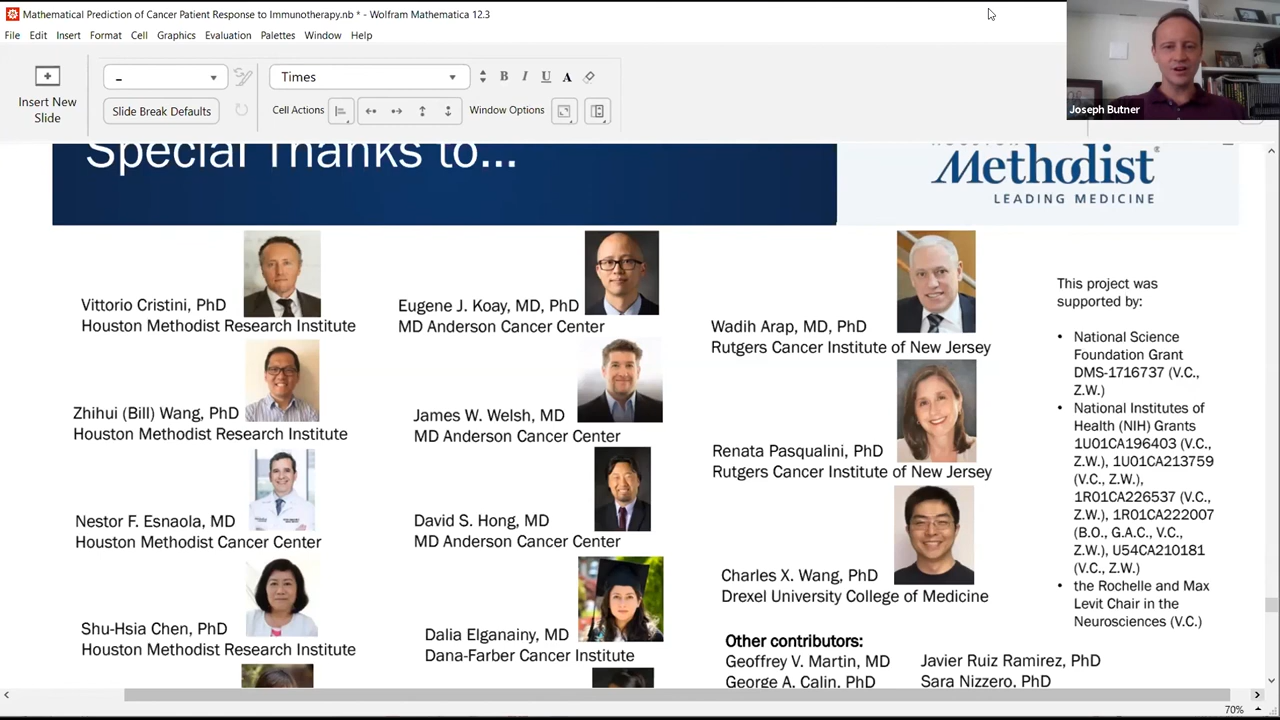 Mathematical Prediction of Cancer Patient Response to Immunotherapy.nb * - Wolfram Mathematica 12.3
File Edit Insert Format Cell Graphics Evaluation Palettes Window Help
Insert New
Slide
Times
B I U A
Slide Break Defaults
Cell Actions
Window Options
Joseph Butner
Special Thanks to...
Methodist
LEADING MEDICINE
Vittorio Cristini, PhD
Houston Methodist Research Institute
Zhihui (Bill) Wang, PhD
Houston Methodist Research Institute
Nestor F. Esnaola, MD
Houston Methodist Cancer Center
Shu-Hsia Chen, PhD
Houston Methodist Research Institute
Eugene J. Koay, MD, PhD
MD Anderson Cancer Center
James W. Welsh, MD
MD Anderson Cancer Center
David S. Hong, MD
MD Anderson Cancer Center
Dalia Elganainy, MD
Dana-Farber Cancer Institute
Wadih Arap, MD, PhD
Rutgers Cancer Institute of New Jersey
Renata Pasqualini, PhD
Rutgers Cancer Institute of New Jersey
Charles X. Wang, PhD
Drexel University College of Medicine
Other contributors:
Geoffrey V. Martin, MD
George A. Calin, PhD
Javier Ruiz Ramirez, PhD
Sara Nizzero, PhD
This project was
supported by:
• National Science
Foundation Grant
DMS-1716737 (V.C.,
Z.W.)
• National Institutes of
Health (NIH) Grants
1U01CA196403 (V.C.,
Z.W.), 1U01CA213759
(V.C., Z.W.),
1R01CA226537 (V.C.,
Z.W.), 1R01CA222007
(B.O., G.A.C., V.C.,
Z.W.), U54CA210181
(V.C., Z.W.)
• the Rochelle and Max
Levit Chair in the
Neurosciences (V.C.)
70%